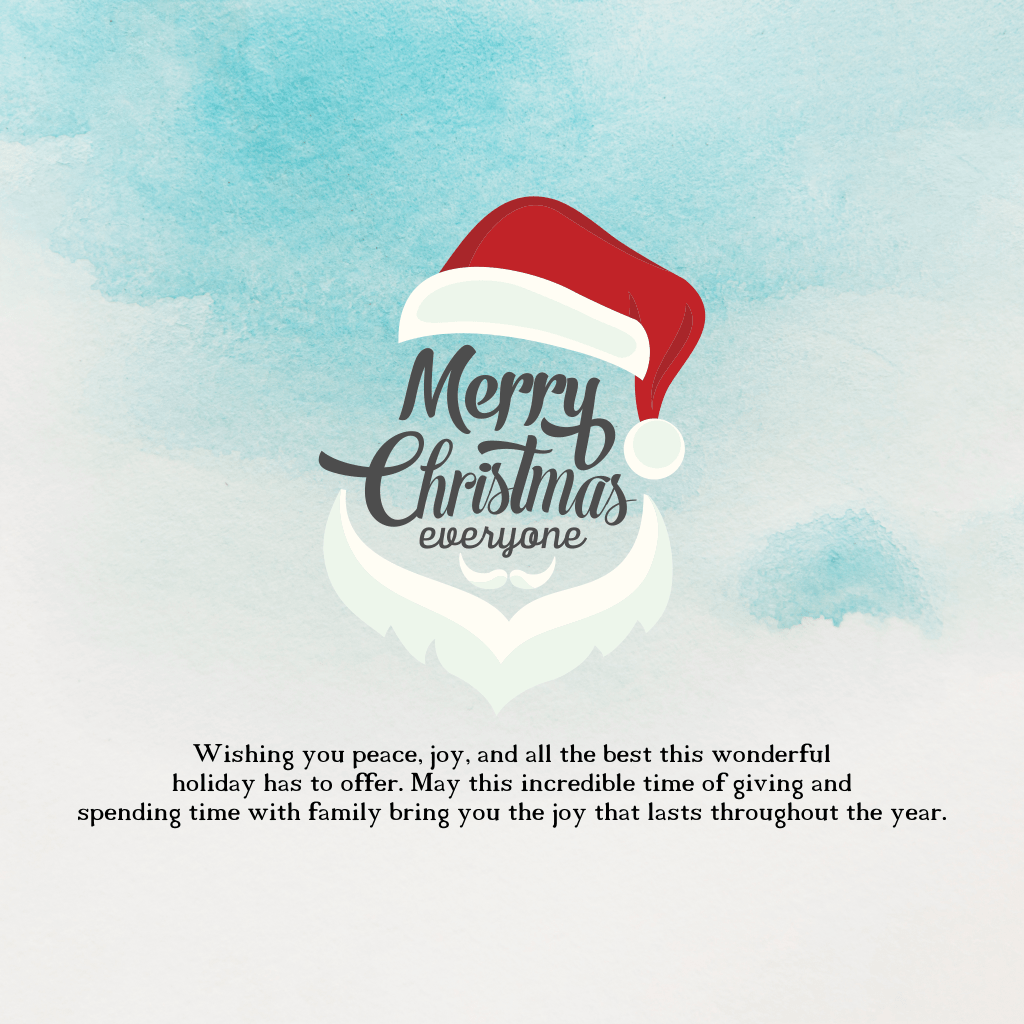 Merry
Christmas
everyone
Wishing you peace, joy, and all the best this wonderful
holiday has to offer. May this incredible time of giving and
spending time with family bring you the joy that lasts throughout the year.